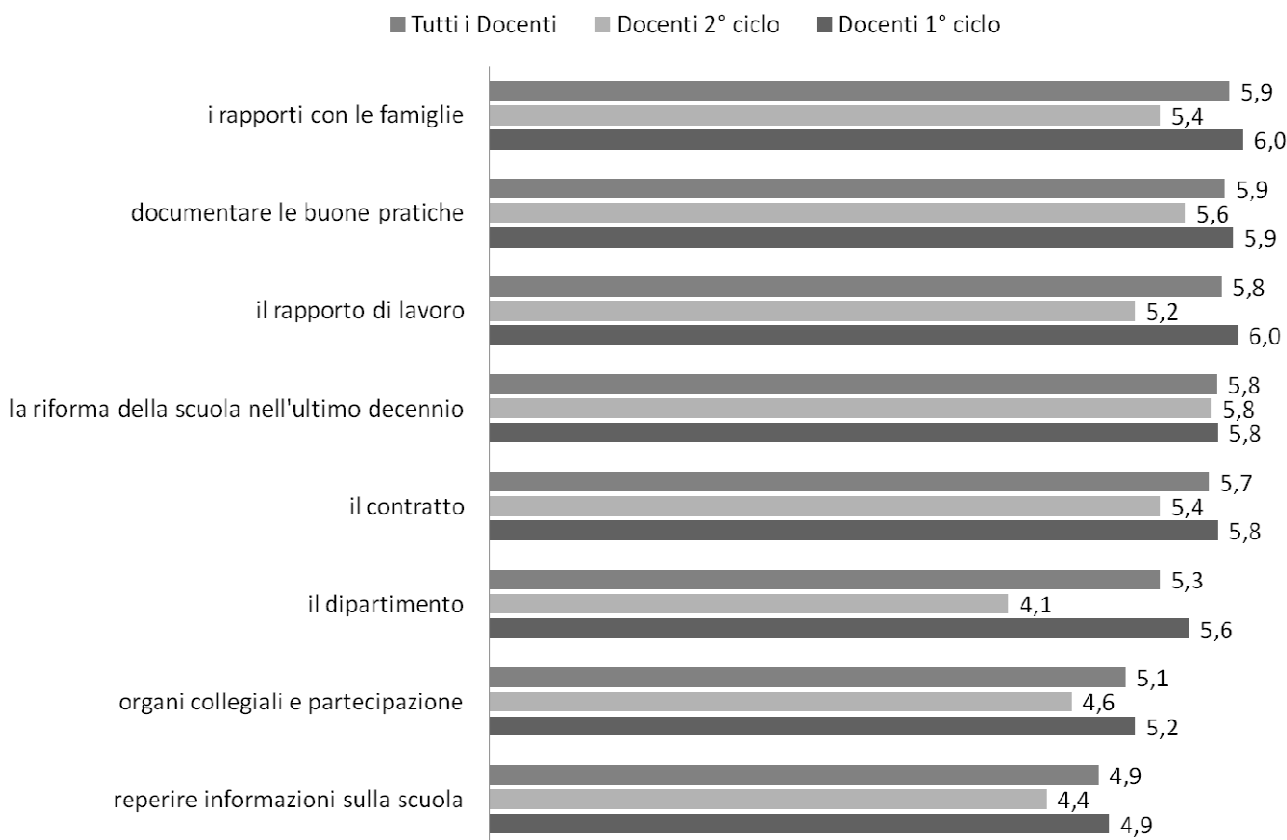 Tutti i Docenti Docenti 2° ciclo Docenti 1° ciclo
i rapporti con le famiglie
5,9
5,4
6,0
documentare le buone pratiche
5,9
5,6
5,9
il rapporto di lavoro
5,8
5,2
6,0
la riforma della scuola nell'ultimo decennio
5,8
5,8
5,8
il contratto
5,7
5,4
5,8
il dipartimento
5,3
4,1
5,6
organi collegiali e partecipazione
5,1
4,6
5,2
reperire informazioni sulla scuola
4,9
4,4
4,9